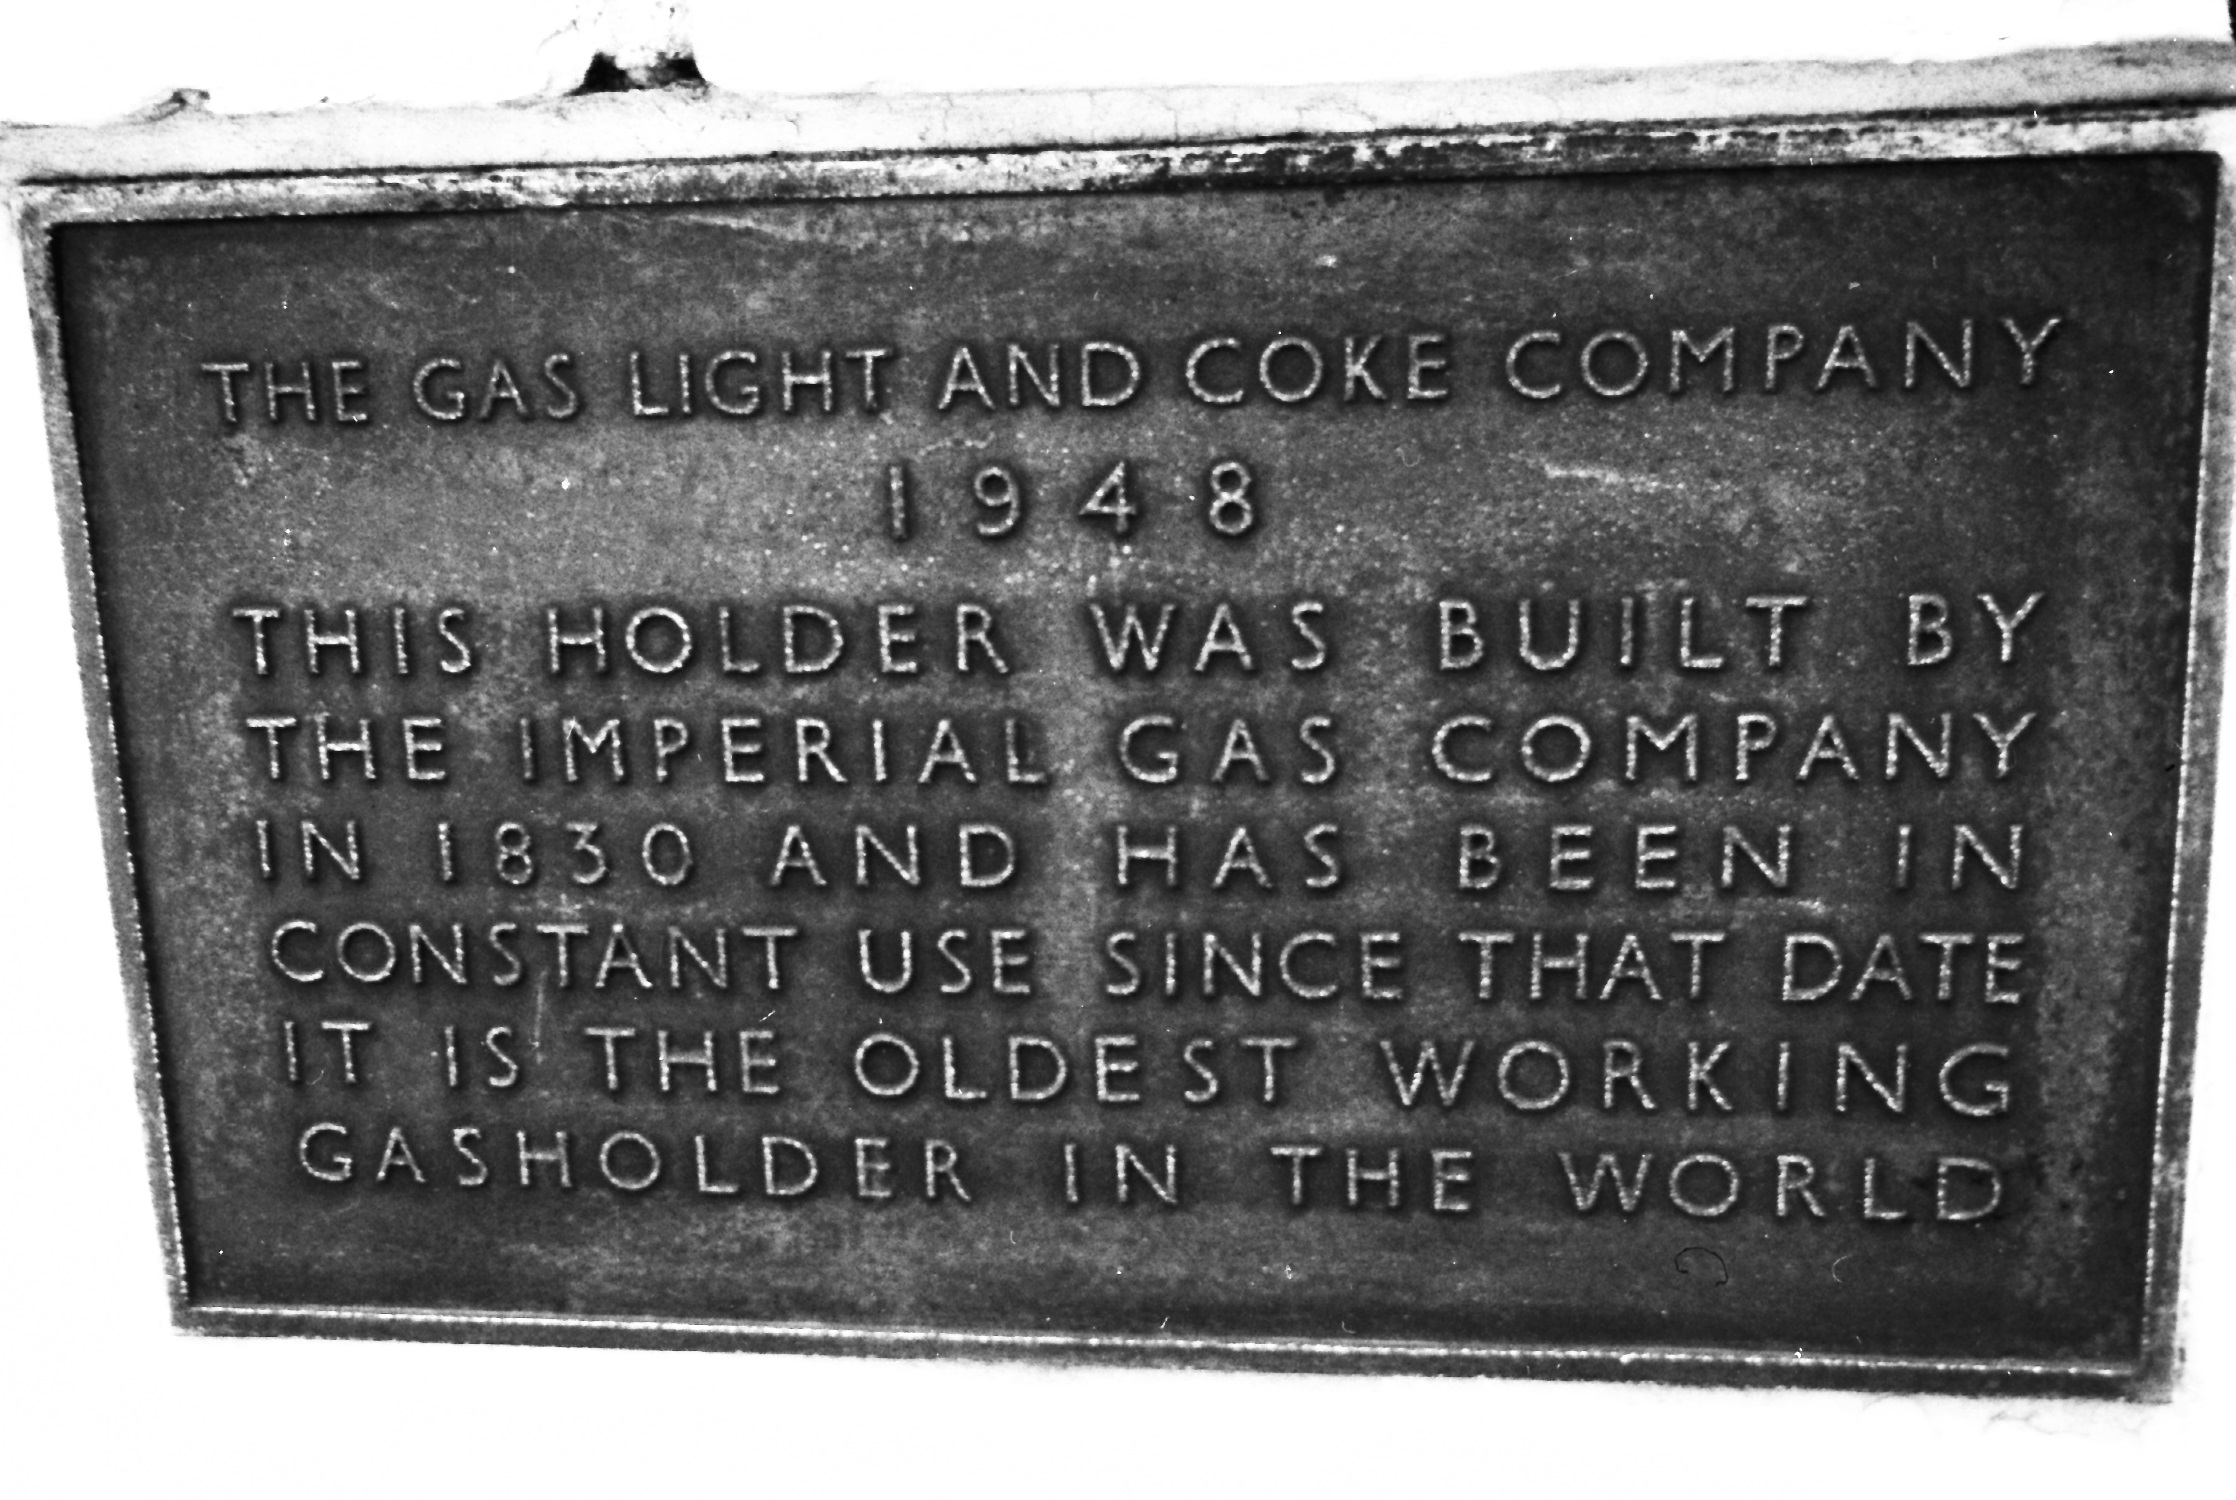 THE GAS LIGHT AND COKE COMPANY
1948
THIS HOLDER WAS BUILT BY
THE IMPERIAL GAS COMPANY
IN 1830 AND HAS BEEN IN
CONSTANT USE SINCE THAT DATE
IT IS THE OLDEST WORKING
GASHOLDER IN THE WORLD